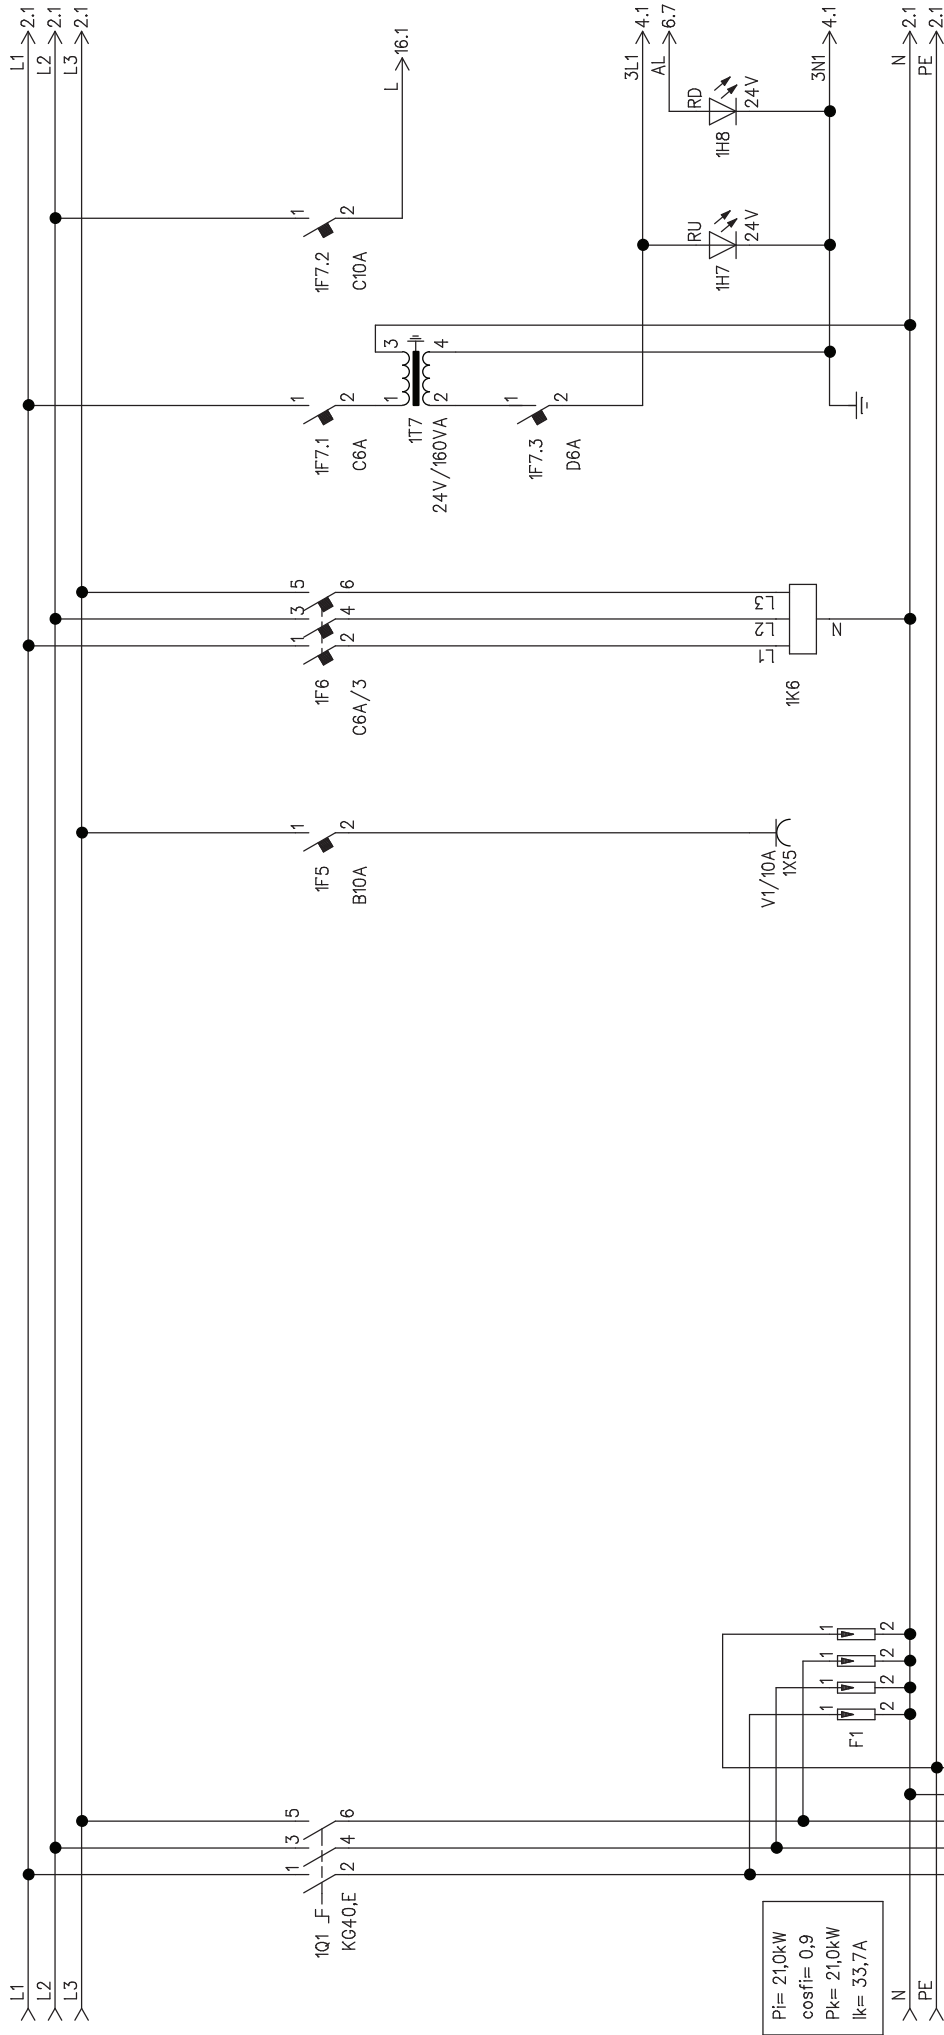 L1
L2
L3
1Q1
KG40,E
1
2
3
4
5
6
Pi= 21,0kW
cosfi= 0,9
Pk= 21,0kW
Ik= 33,7A
N
PE
F1
1
2
1
2
1
2
1
2
1F5
B10A
1
2
V1/10A
1X5
1F6
C6A/3
1
2
3
4
5
6
L1
L2
L3
N
1K6
1F7.1
C6A
1
2
1
3
1T7
24V/160VA
2
4
1F7.3
D6A
1
2
1F7.2
C10A
1
2
L
16.1
1H7
RU
24V
1H8
RD
24V
L1
2.1
L2
2.1
L3
2.1
3L1
4.1
AL
6.7
3N1
4.1
N
2.1
PE
2.1